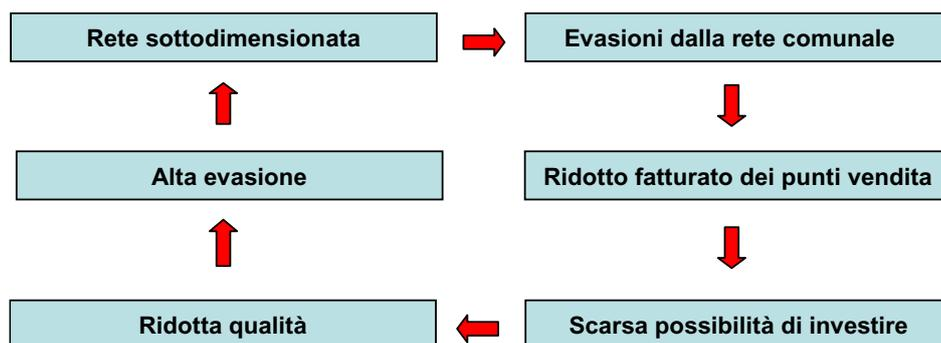 Rete sottodimensionata
Evasioni dalla rete comunale
Alta evasione
Ridotto fatturato dei punti vendita
Ridotta qualità
Scarsa possibilità di investire